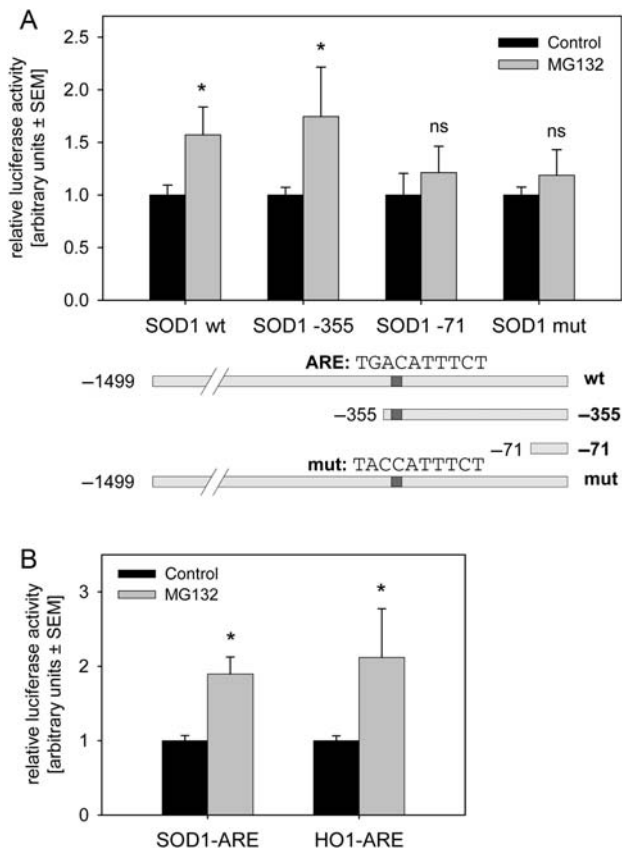 A
relative luciferase activity
[arbitrary units ± SEM]
2.5
2.0
1.5
1.0
0.5
0.0
Control
MG132
*
*
ns
ns
SOD1 wt
SOD1 -355
SOD1 -71
SOD1 mut
ARE: TGACATTTCT
–1499
wt
–355
–355
–71
–71
mut: TACCATTTCT
–1499
mut
B
relative luciferase activity
[arbitrary units ± SEM]
3
2
1
0
Control
MG132
*
*
SOD1-ARE
HO1-ARE